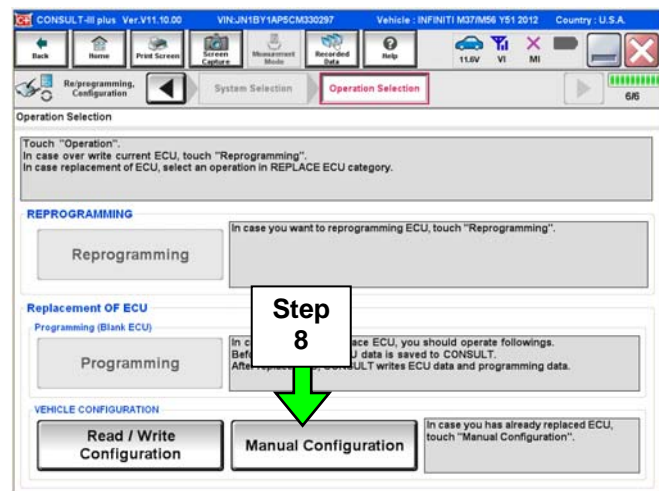 CONSULT-III plus Ver.V11.10.00 VIN:JN1BY1AP5CM330297 Vehicle : INFINITI M37/M56 Y51 2012 Country : U.S.A.
Back Home Print Screen Screen Capture Measurement Mode Recorded Data Help 11.6V VI MI
Re/programming, Configuration System Selection Operation Selection 6/6
Operation Selection
Touch "Operation".
In case over write current ECU, touch "Reprogramming".
In case replacement of ECU, select an operation in REPLACE ECU category.
REPROGRAMMING
Reprogramming
In case you want to reprogramming ECU, touch "Reprogramming".
Replacement OF ECU
Programming (Blank ECU)
Programming
In c ace ECU, you should operate followings.
Bef U data is saved to CONSULT.
After CONSULT writes ECU data and programming data.
Step
8
VEHICLE CONFIGURATION
Read / Write
Configuration
Manual Configuration
In case you has already replaced ECU,
touch "Manual Configuration".